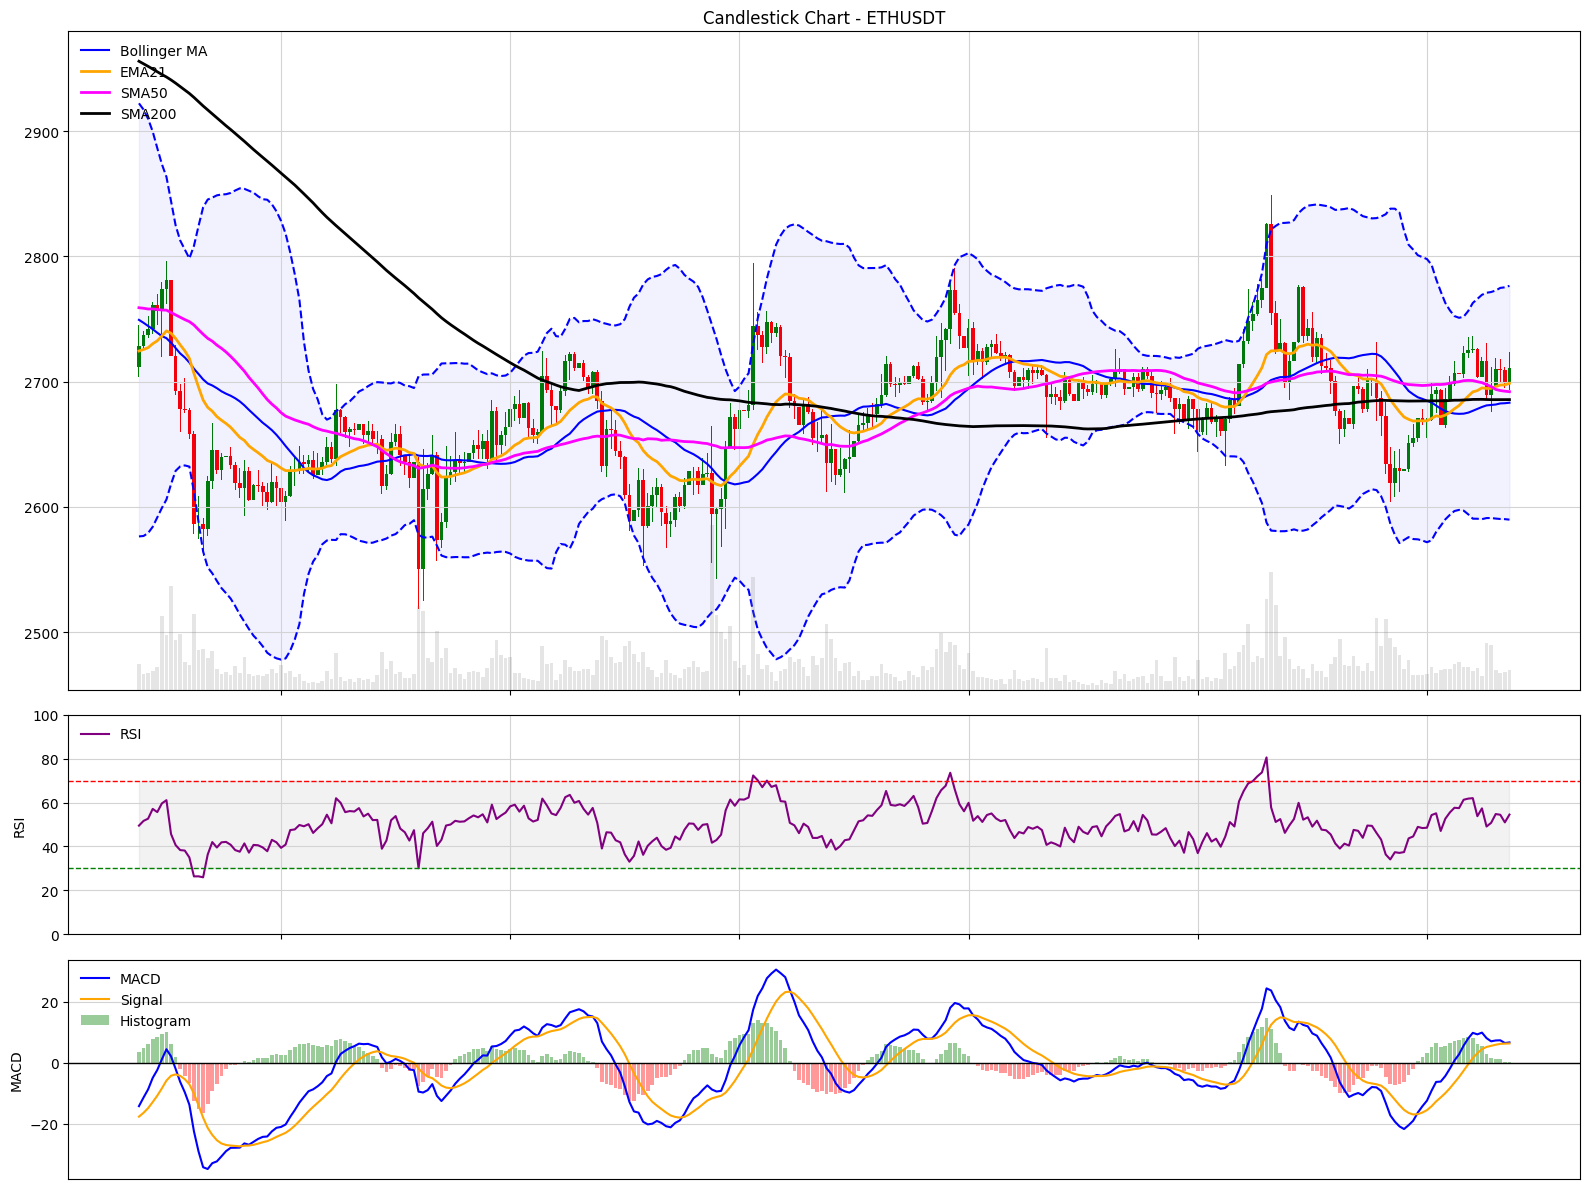 Candlestick Chart - ETHUSDT
Bollinger MA
EMA21
SMA50
SMA200
2900
2800
2700
2600
2500
100
80
60
40
20
0
RSI
RSI
20
0
−20
MACD
MACD
Signal
Histogram